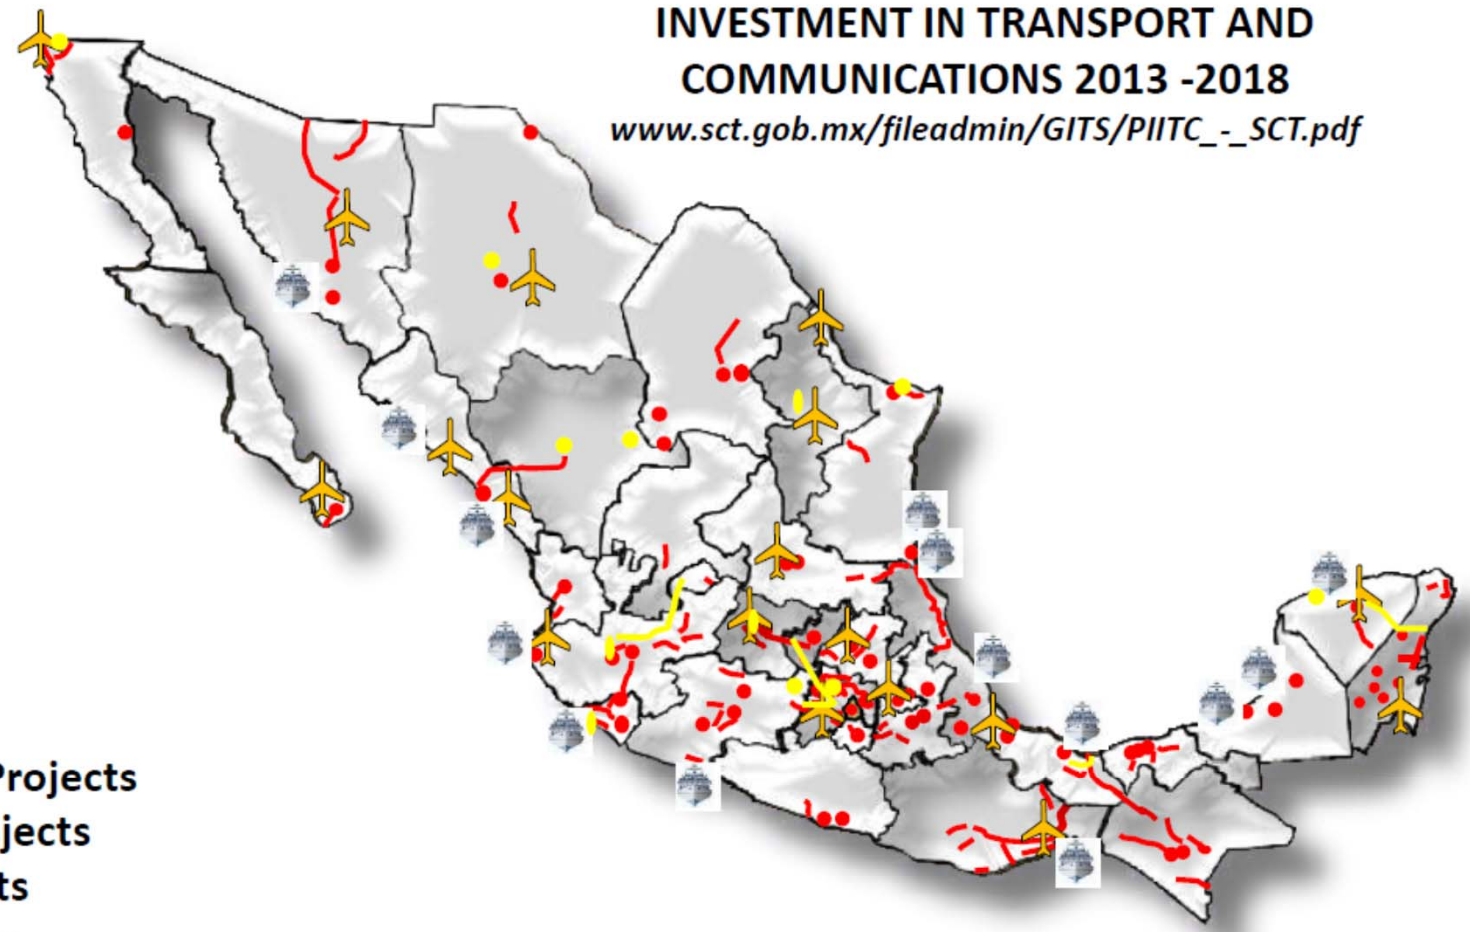 INVESTMENT IN TRANSPORT AND
COMMUNICATIONS 2013 -2018
www.sct.gob.mx/fileadmin/GITS/PIITC_-_SCT.pdf
Projects
jects
ts